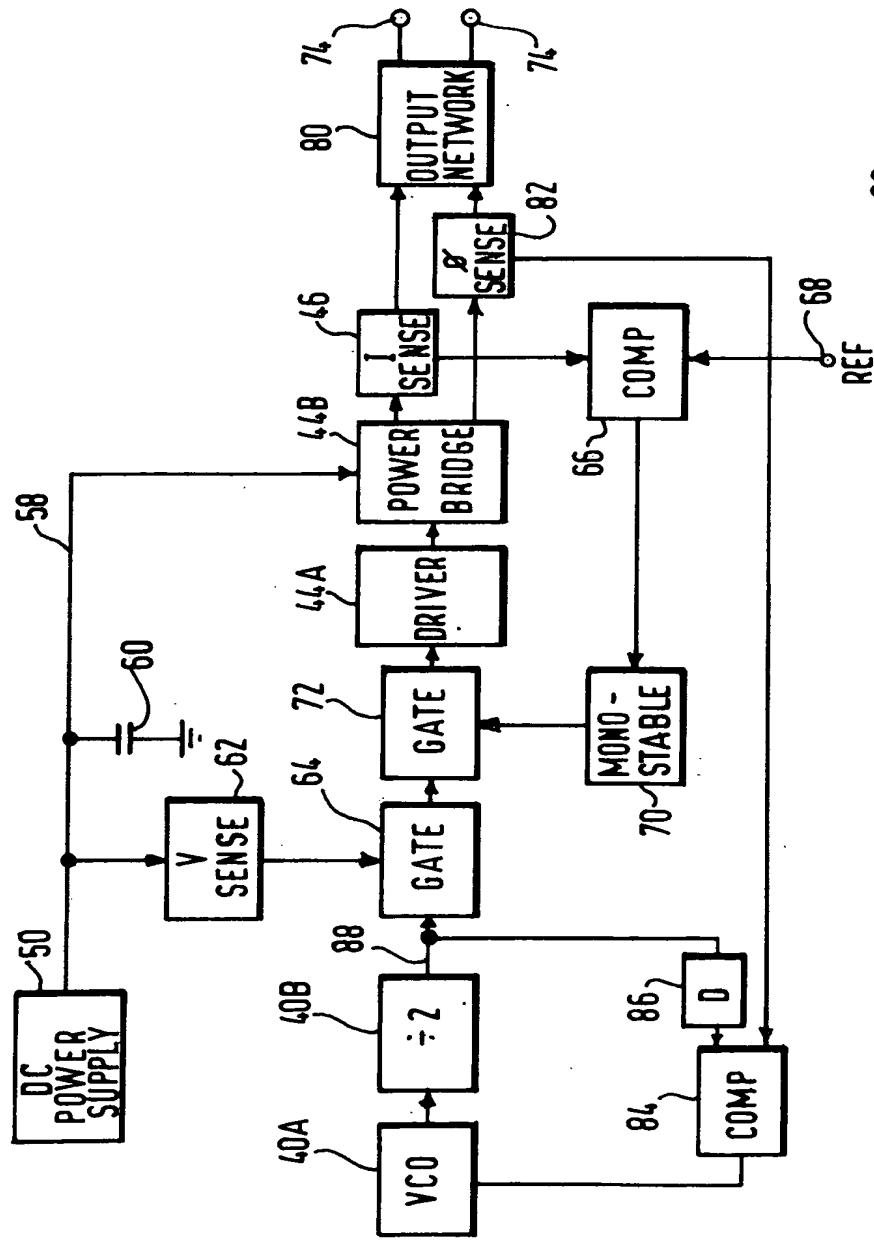 50
DC
POWER
SUPPLY
58
60
V
SENSE
62
40A
VCO
40B
÷2
88
64
GATE
72
GATE
44A
DRIVER
44B
POWER
BRIDGE
46
I
SENSE
Ø
SENSE
82
80
OUTPUT
NETWORK
74
74
84
COMP
86
D
MONO-
STABLE
70
66
COMP
68
REF